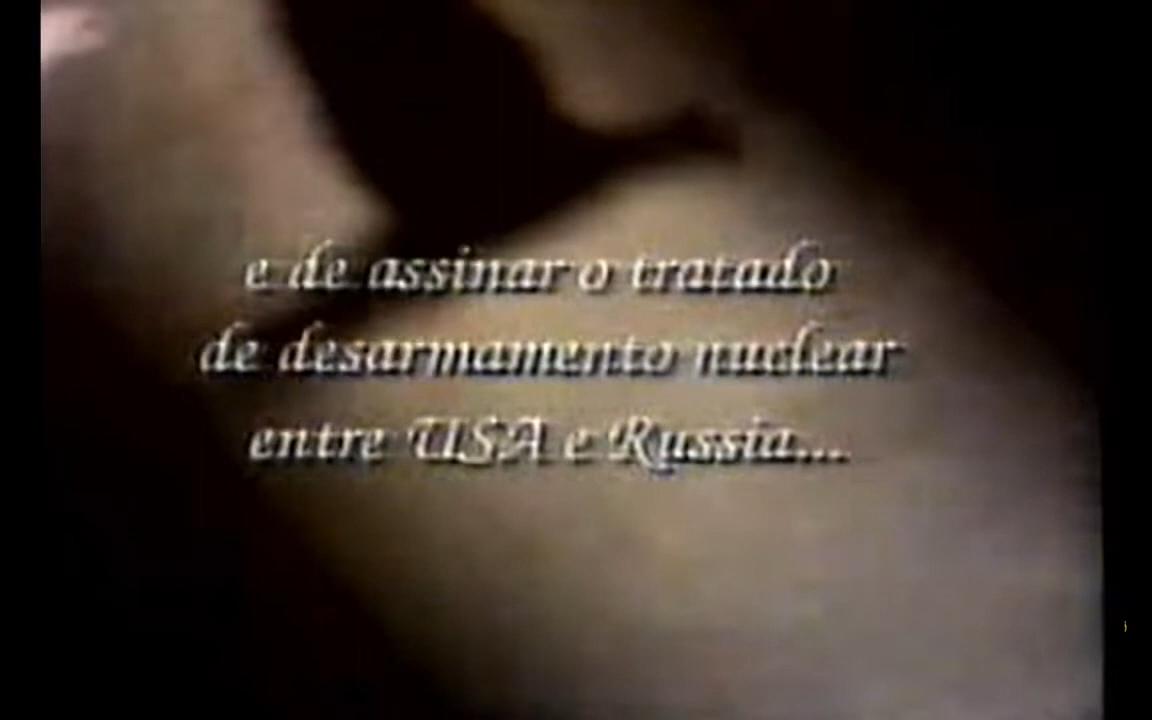 e de assinar o tratado
de desarmamento nuclear
entre USA e Russia...